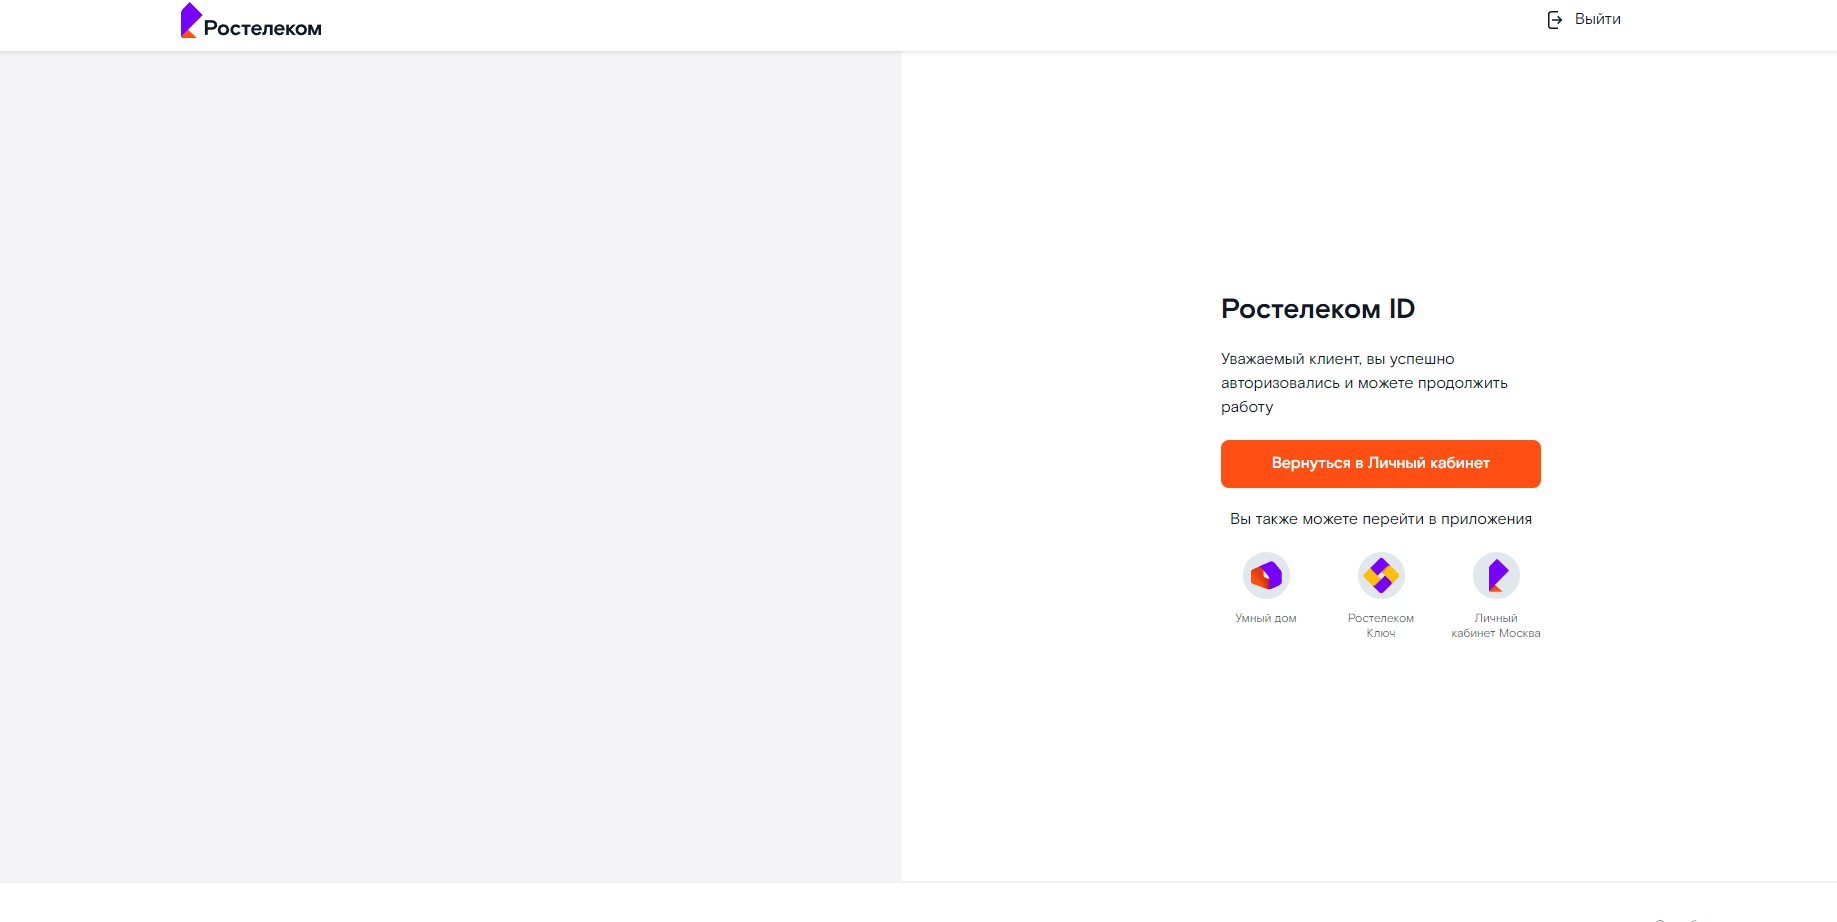 Ростелеком
Выйти
Ростелеком ID
Уважаемый клиент, вы успешно
авторизовались и можете продолжить
работу
Вернуться в Личный кабинет
Вы также можете перейти в приложения
Умный дом
Ростелеком
Ключ
Личный
кабинет Москва